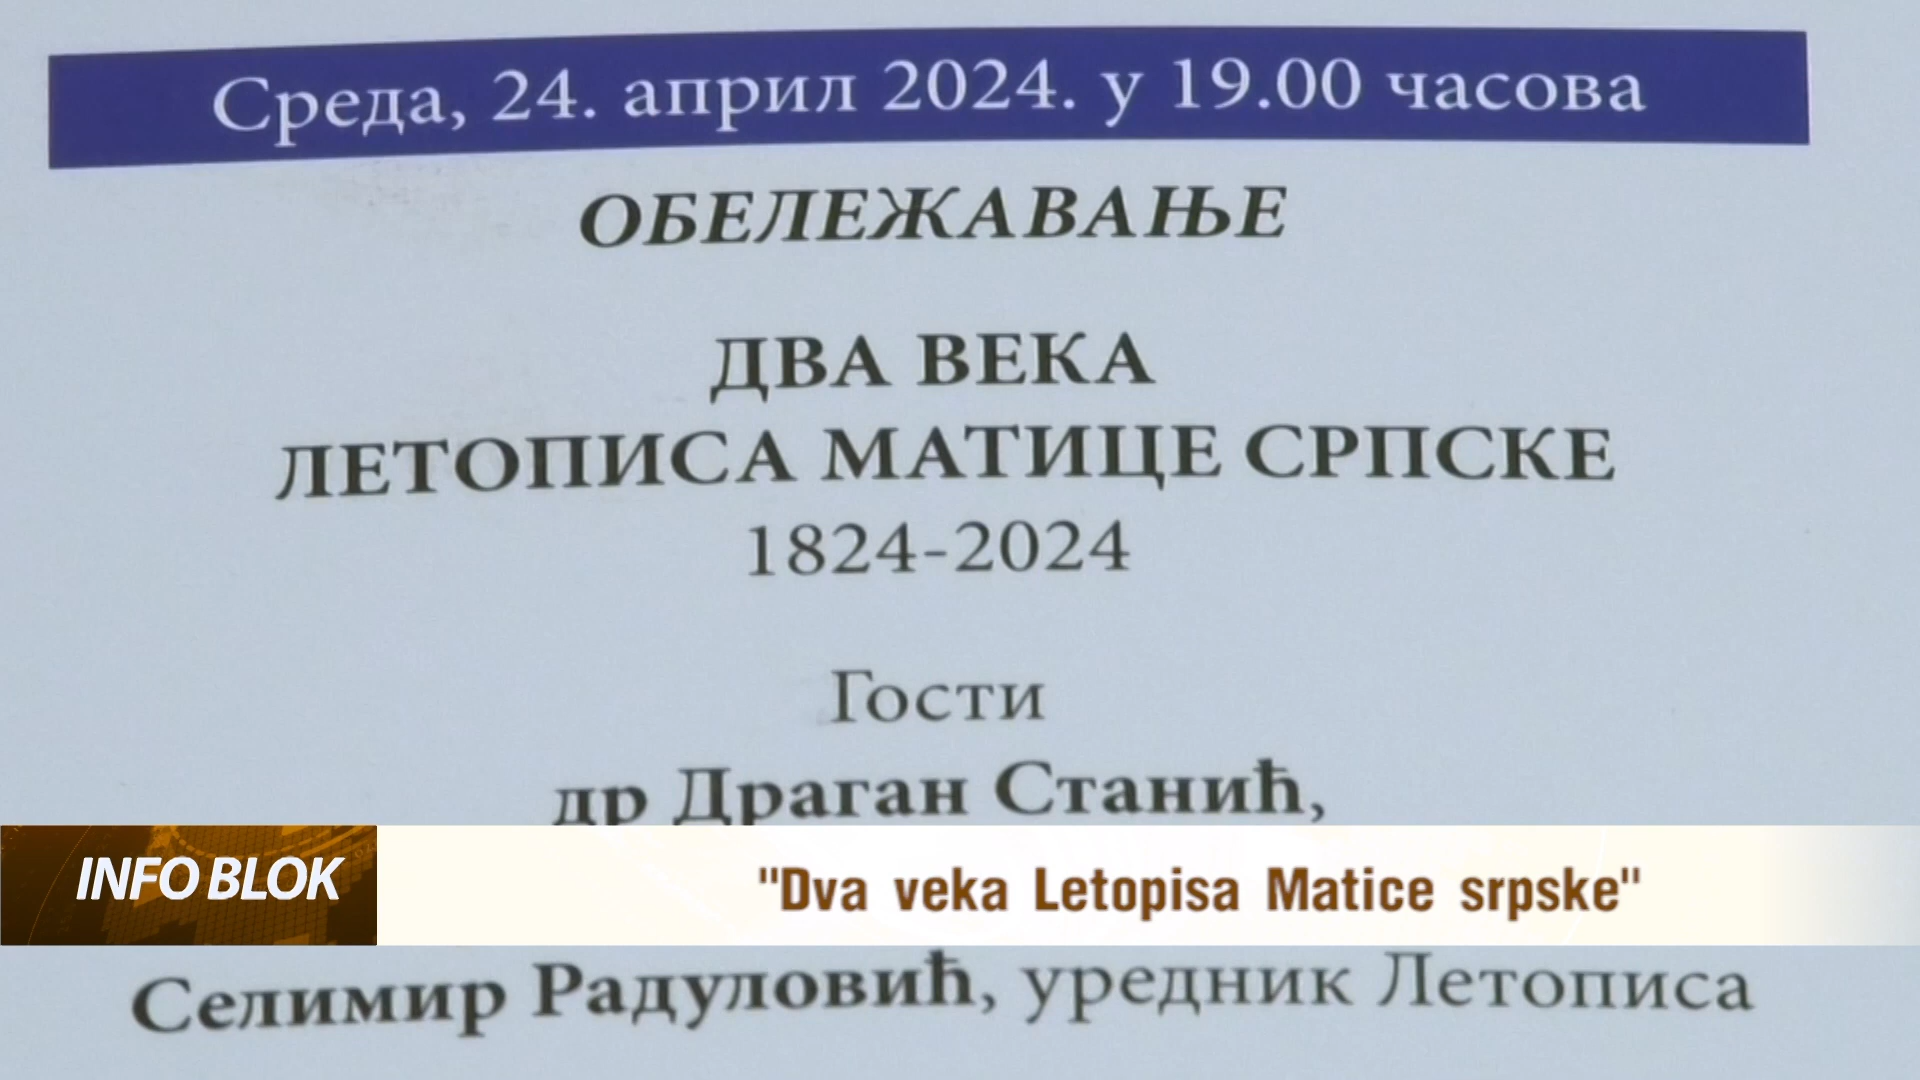 Среда, 24. април 2024. у 19.00 часова
ОБЕЛЕЖАВАЊЕ
ДВА ВЕКА
ЛЕТОПИСА МАТИЦЕ СРПСКЕ
1824-2024
Гости
др Драган Станић,
INFO BLOK
"Dva veka Letopisa Matice srpske"
Селимир Радуловић, уредник Летописа